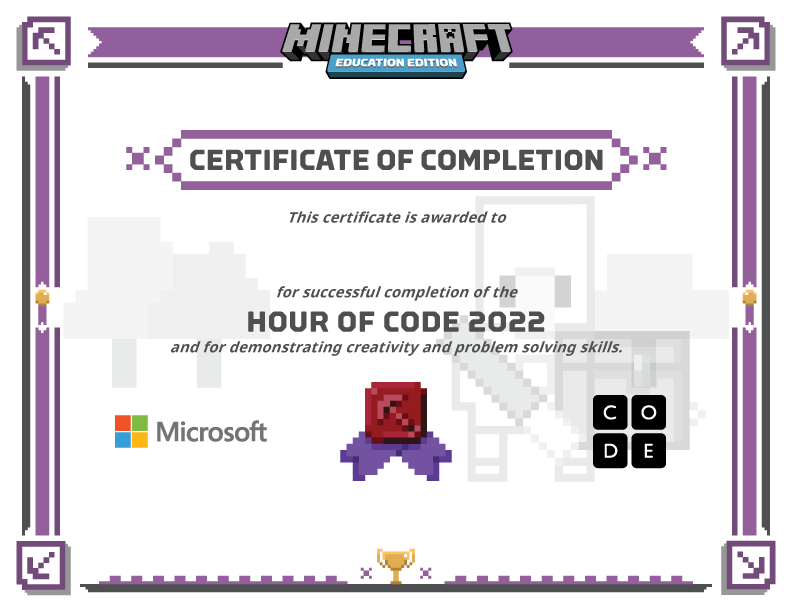 MINECRAFT
EDUCATION EDITION
CERTIFICATE OF COMPLETION
This certificate is awarded to
for successful completion of the
HOUR OF CODE 2022
and for demonstrating creativity and problem solving skills.
Microsoft
C O
D E